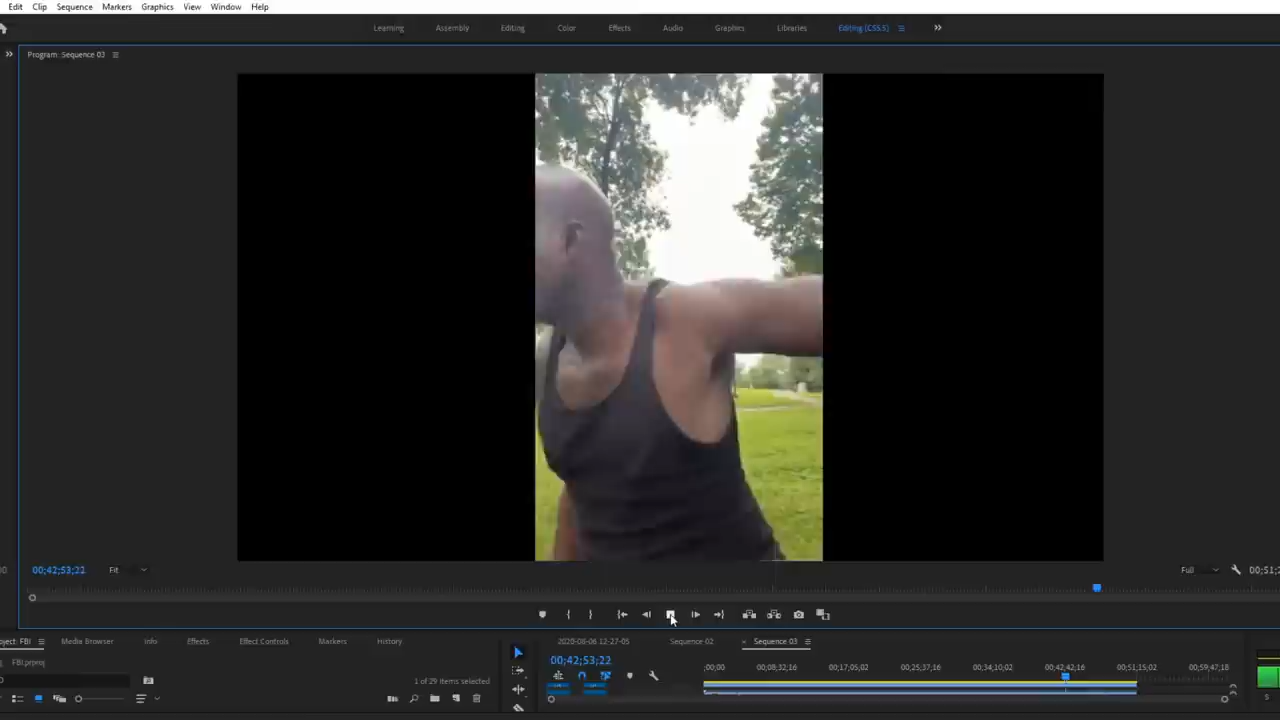 Edit Clip Sequence Markers Graphics View Window Help
Learning Assembly Editing Color Effects Audio Graphics Libraries Editing (CS5.5)
Program: Sequence 03
00;42;53;22 Fit Full
Media Browser Info Effects Effect Controls Markers History
2020-08-06 12-27-05 Sequence 02 Sequence 03
FBI.prproj
00;42;53;22
;00;00 00;08;32;16 00;17;05;02 00;25;37;16 00;34;10;02 00;42;42;16 00;51;15;02 00;59;47;18
1 of 29 items selected